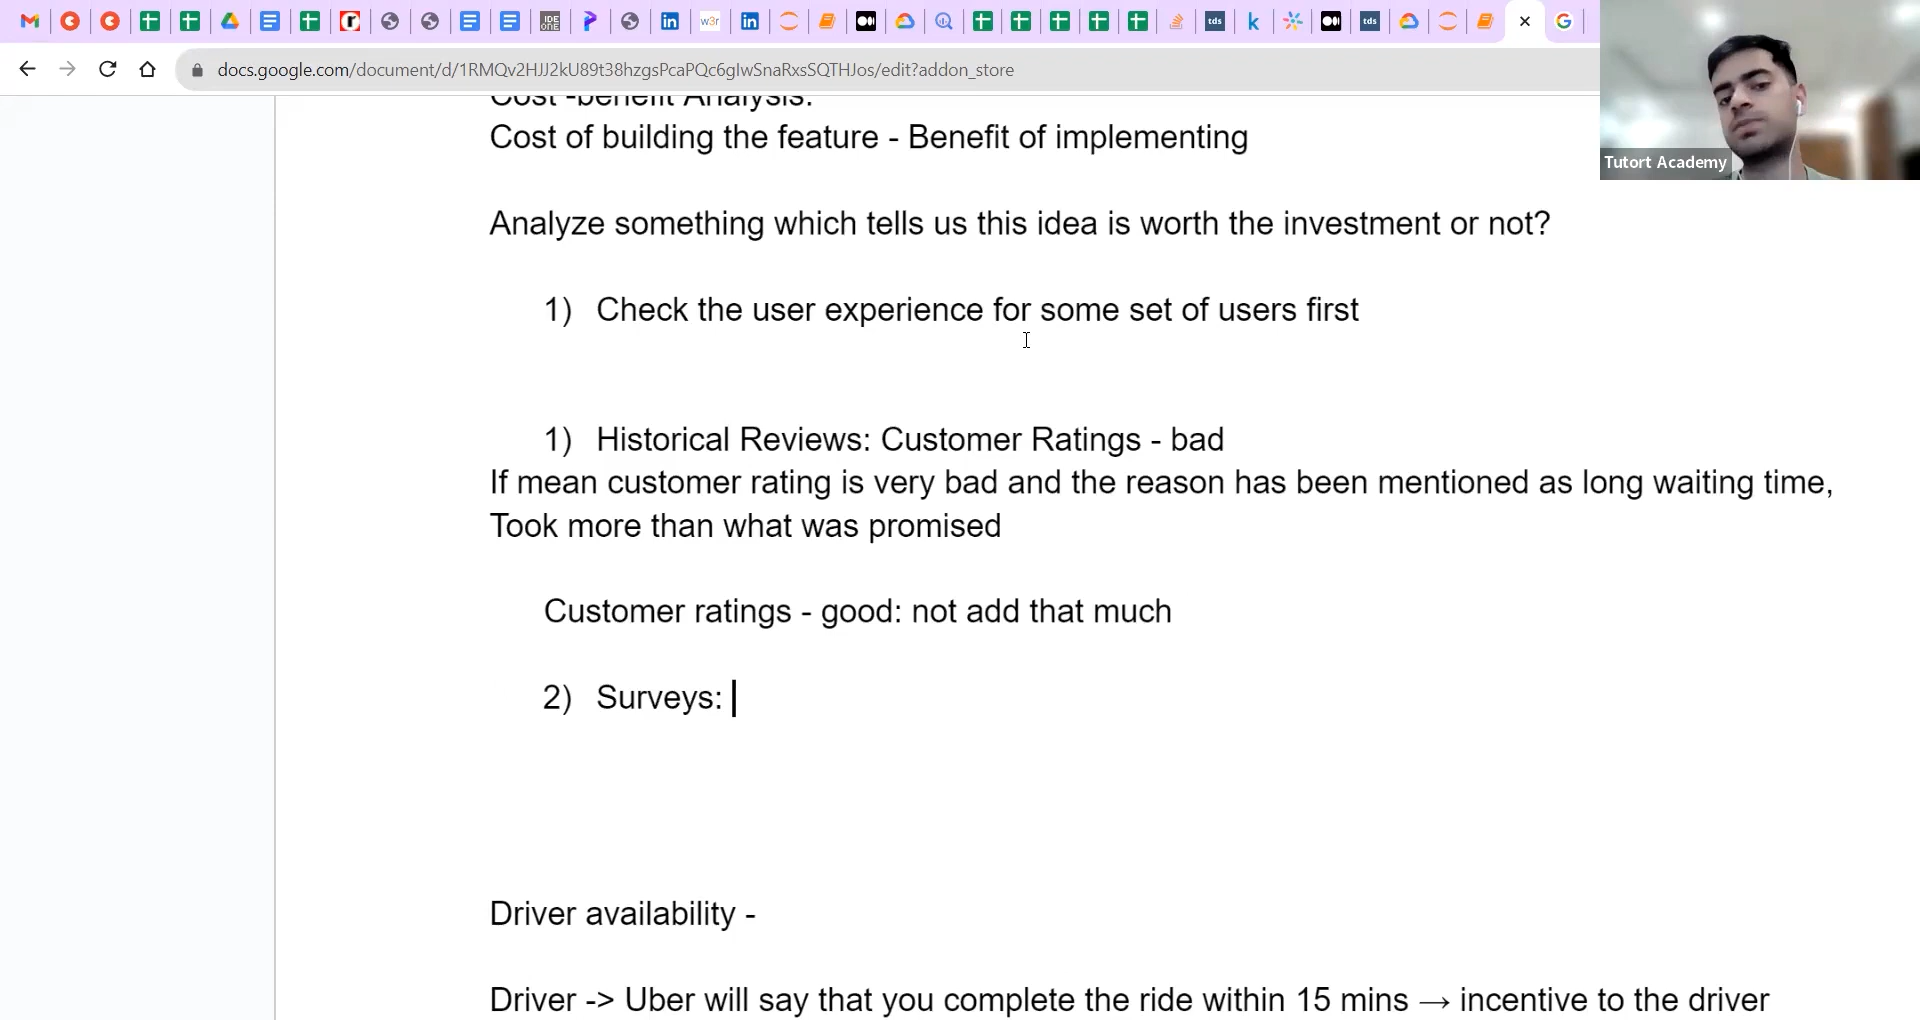 docs.google.com/document/d/1RMQv2HJJ2kU89t38hzgsPcaPQc6glwSnaRxsSQTHJos/edit?addon_store
Tutort Academy
Cost -benefit Analysis:
Cost of building the feature - Benefit of implementing
Analyze something which tells us this idea is worth the investment or not?
1) Check the user experience for some set of users first
1) Historical Reviews: Customer Ratings - bad
If mean customer rating is very bad and the reason has been mentioned as long waiting time,
Took more than what was promised
Customer ratings - good: not add that much
2) Surveys:
Driver availability -
Driver -> Uber will say that you complete the ride within 15 mins → incentive to the driver